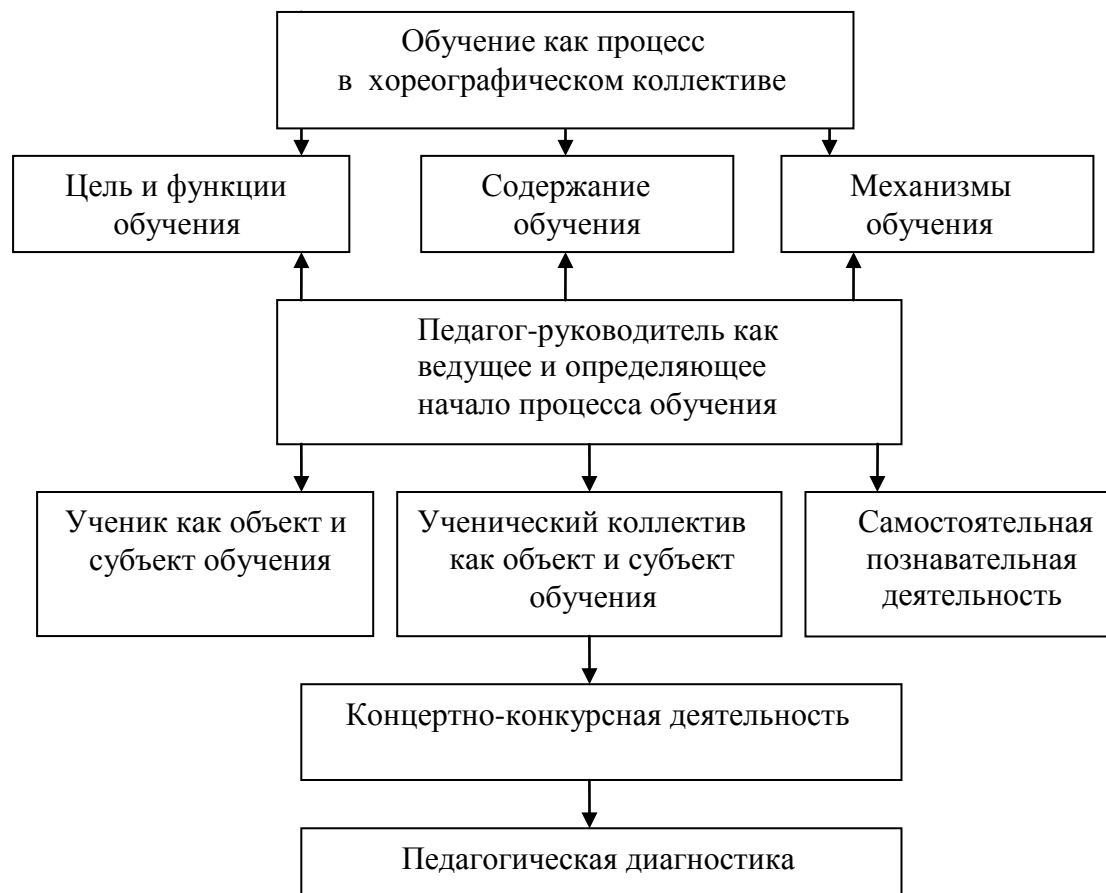 Обучение как процесс
в хореографическом коллективе
Цель и функции
обучения
Содержание
обучения
Механизмы
обучения
Педагог-руководитель как
ведущее и определяющее
начало процесса обучения
Ученик как объект и
субъект обучения
Ученический коллектив
как объект и субъект
обучения
Самостоятельная
познавательная
деятельность
Концертно-конкурсная деятельность
Педагогическая диагностика